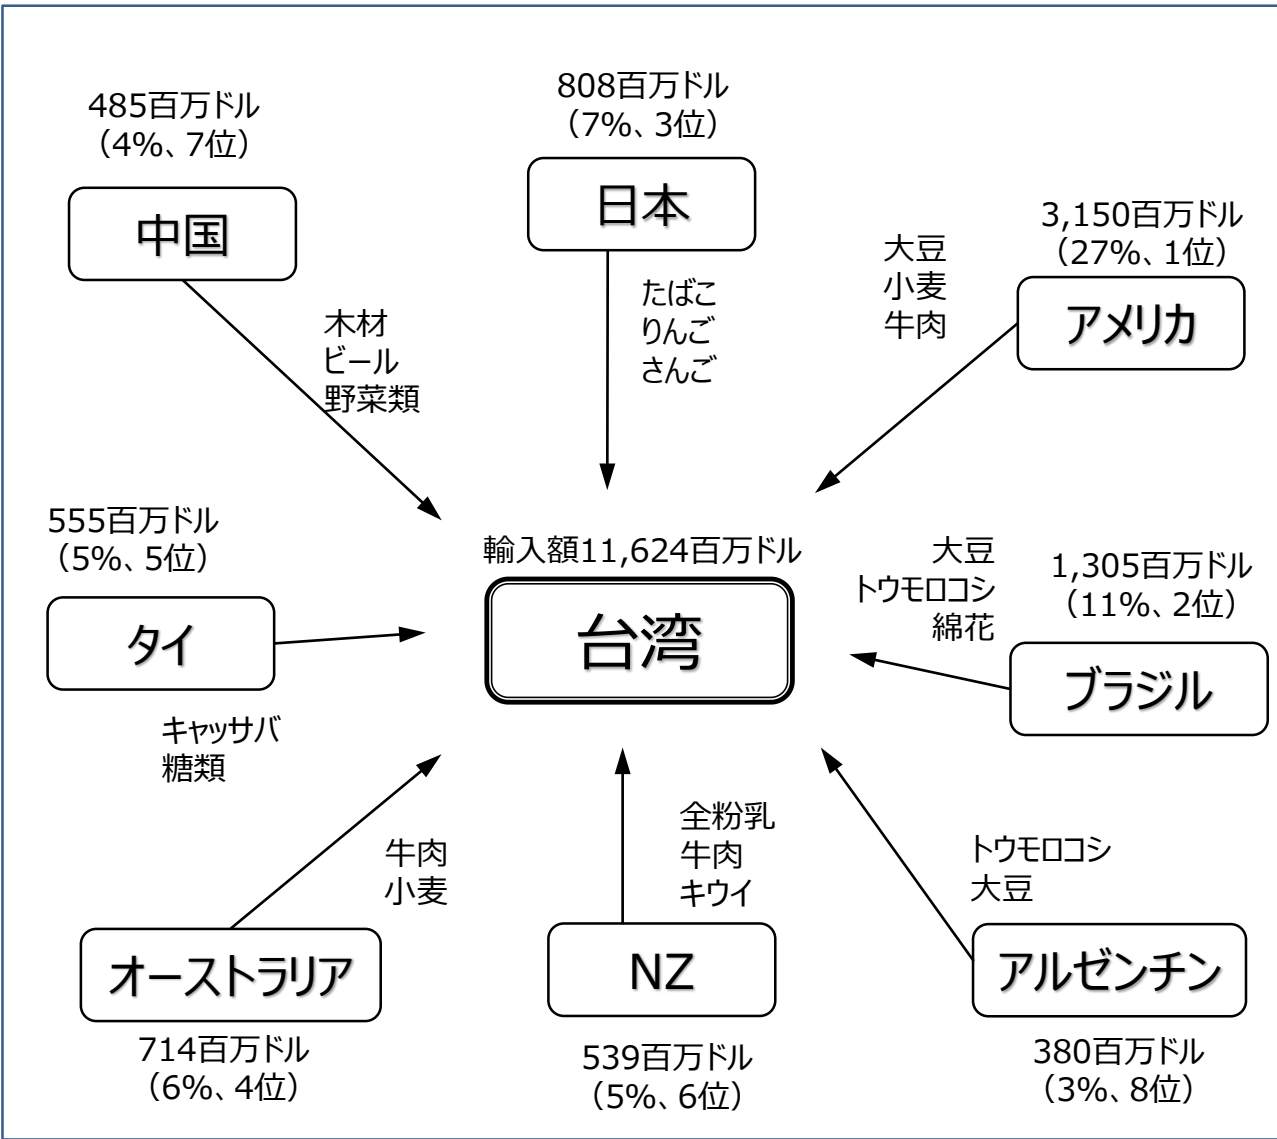 485百万ドル
（4%、7位）
中国
木材
ビール
野菜類
808百万ドル
（7%、3位）
日本
たばこ
りんご
さんご
3,150百万ドル
（27%、1位）
アメリカ
大豆
小麦
牛肉
555百万ドル
（5%、5位）
タイ
キャッサバ
糖類
輸入額11,624百万ドル
台湾
大豆
トウモロコシ
綿花
1,305百万ドル
（11%、2位）
ブラジル
牛肉
小麦
オーストラリア
714百万ドル
（6%、4位）
全粉乳
牛肉
キウイ
NZ
539百万ドル
（5%、6位）
トウモロコシ
大豆
アルゼンチン
380百万ドル
（3%、8位）